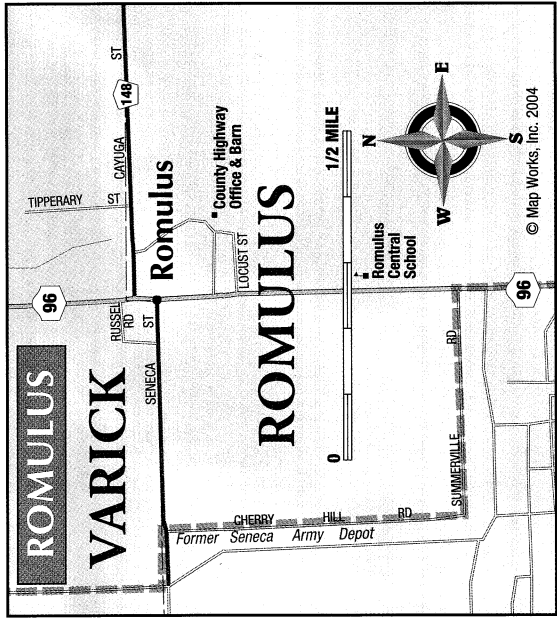 ROMULUS
VARICK
96
RUSSEL
RD
TIPPERARY
ST
CAYUGA
148
ST
SENECA
ST
Romulus
County Highway
Office & Barn
LOCUST ST
ROMULUS
0
1/2 MILE
Romulus
Central
School
N
E
S
W
© Map Works, Inc. 2004
CHERRY
HILL
RD
Former Seneca Army Depot
SUMMERVILLE
RD
96